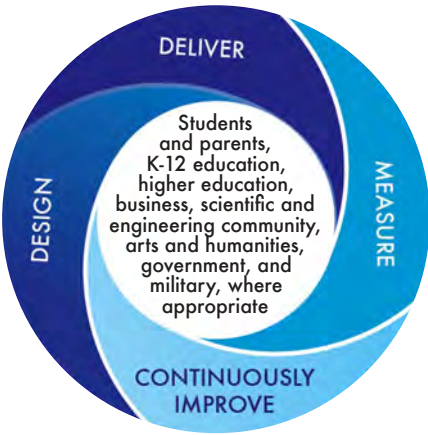 DELIVER
Students
and parents,
K-12 education,
higher education,
business, scientific and
engineering community,
arts and humanities,
government, and
military, where
appropriate
DESIGN
MEASURE
CONTINUOUSLY
IMPROVE